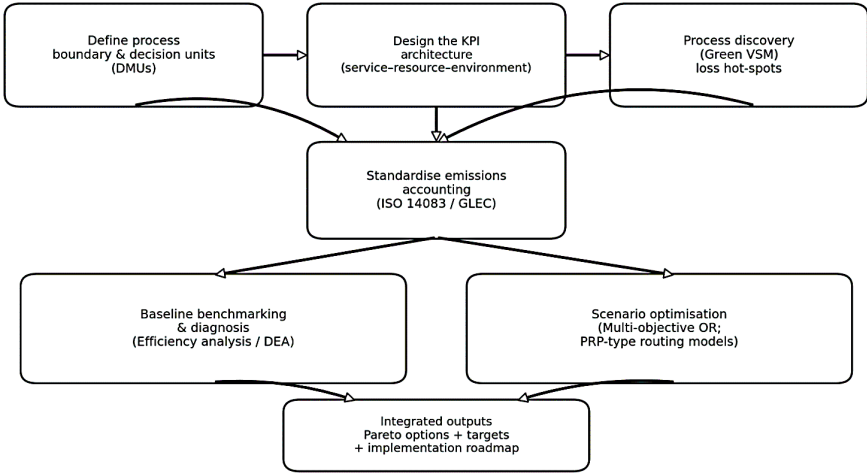 Define process
boundary & decision units
(DMUs)
Design the KPI
architecture
(service–resource–environment)
Process discovery
(Green VSM)
loss hot-spots
Standardise emissions
accounting
(ISO 14083 / GLEC)
Baseline benchmarking
& diagnosis
(Efficiency analysis / DEA)
Scenario optimisation
(Multi-objective OR;
PRP-type routing models)
Integrated outputs
Pareto options + targets
+ implementation roadmap